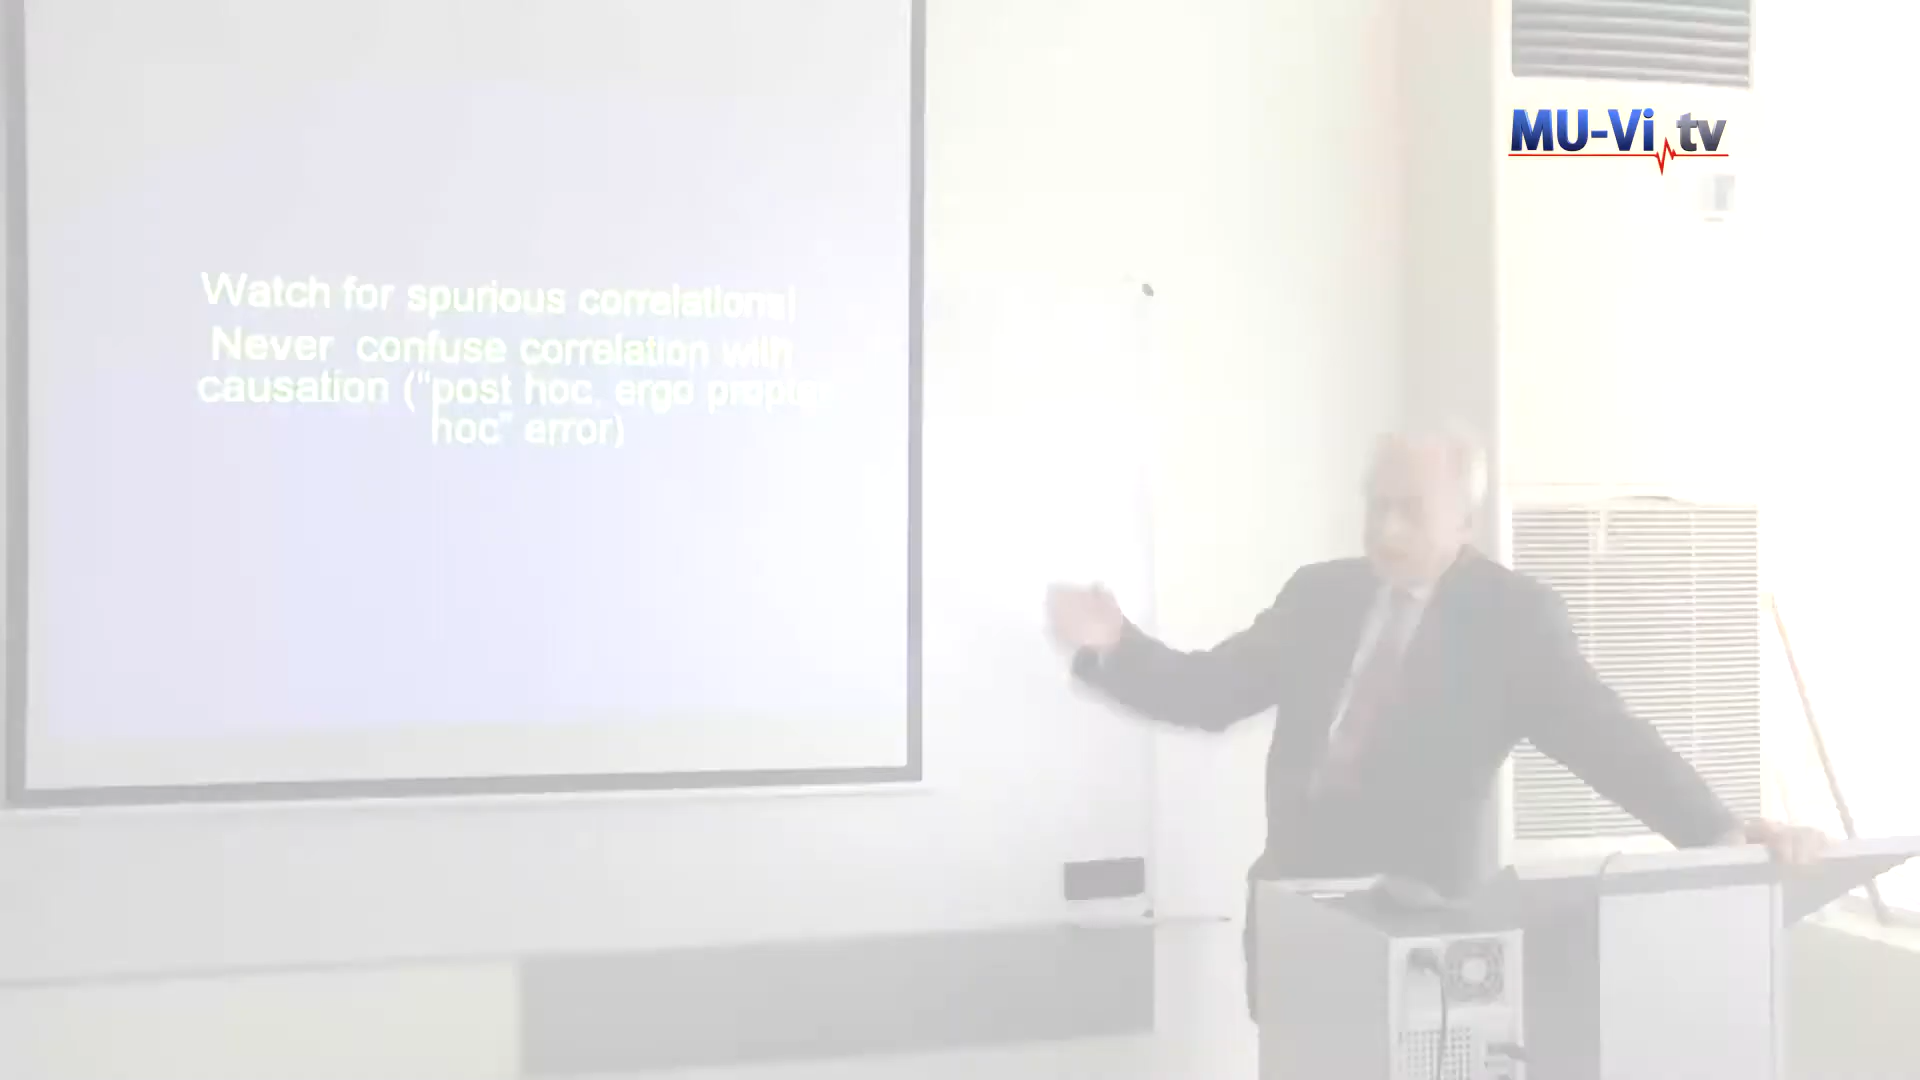 MU-Vi tv
Watch for spurious correlations!
Never confuse correlation with
causation ("post hoc, ergo propter
hoc" error)